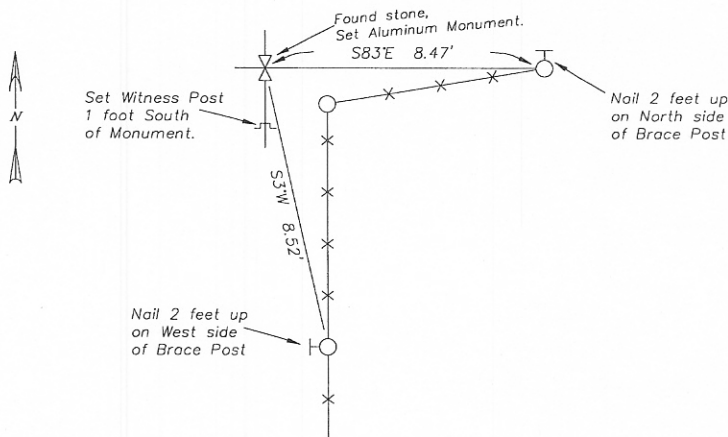 Found stone,
Set Aluminum Monument.
S83°E 8.47'
N
Set Witness Post
1 foot South
of Monument.
Nail 2 feet up
on North side
of Brace Post
S3°W 8.52'
Nail 2 feet up
on West side
of Brace Post